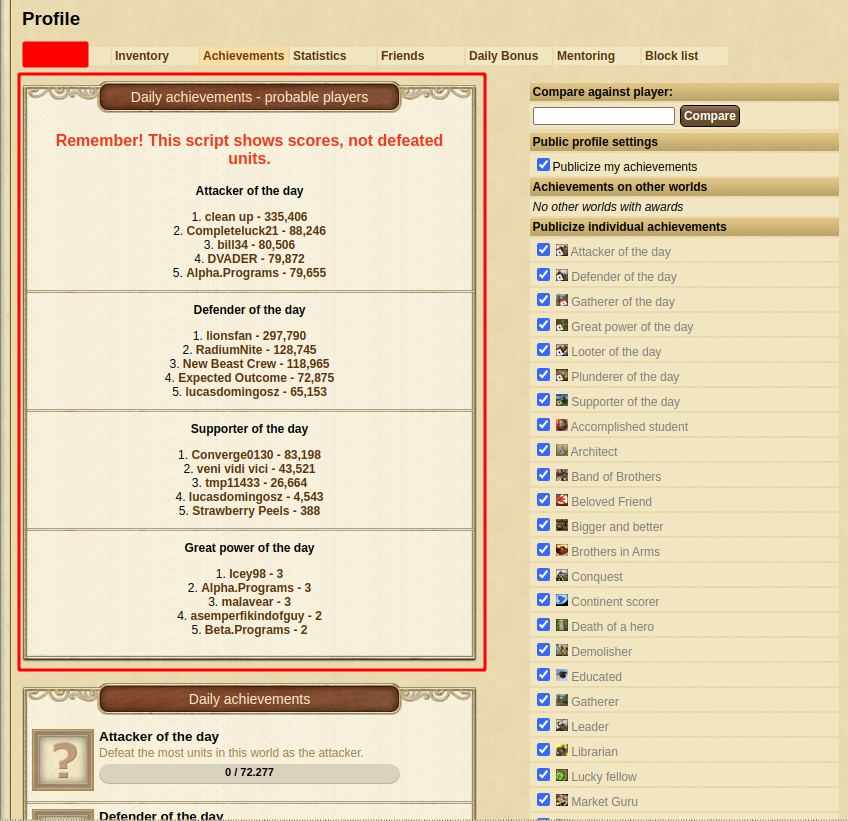 Profile
Inventory
Achievements
Statistics
Friends
Daily Bonus
Mentoring
Block list
Daily achievements - probable players
Remember! This script shows scores, not defeated
units.
Attacker of the day
1. clean up - 335,406
2. Completeluck21 - 88,246
3. bill34 - 80,506
4. DVADER - 79,872
5. Alpha.Programs - 79,655
Defender of the day
1. lionsfan - 297,790
2. RadiumNite - 128,745
3. New Beast Crew - 118,965
4. Expected Outcome - 72,875
5. lucasdomingosz - 65,153
Supporter of the day
1. Converge0130 - 83,198
2. veni vidi vici - 43,521
3. tmp11433 - 26,664
4. lucasdomingosz - 4,543
5. Strawberry Peels - 388
Great power of the day
1. Icey98 - 3
2. Alpha.Programs - 3
3. malavear - 3
4. asemperfikindofguy - 2
5. Beta.Programs - 2
Daily achievements
Attacker of the day
Defeat the most units in this world as the attacker.
0 / 72.277
Defender of the day
Compare against player:
Compare
Public profile settings
Publicize my achievements
Achievements on other worlds
No other worlds with awards
Publicize individual achievements
Attacker of the day
Defender of the day
Gatherer of the day
Great power of the day
Looter of the day
Plunderer of the day
Supporter of the day
Accomplished student
Architect
Band of Brothers
Beloved Friend
Bigger and better
Brothers in Arms
Conquest
Continent scorer
Death of a hero
Demolisher
Educated
Gatherer
Leader
Librarian
Lucky fellow
Market Guru